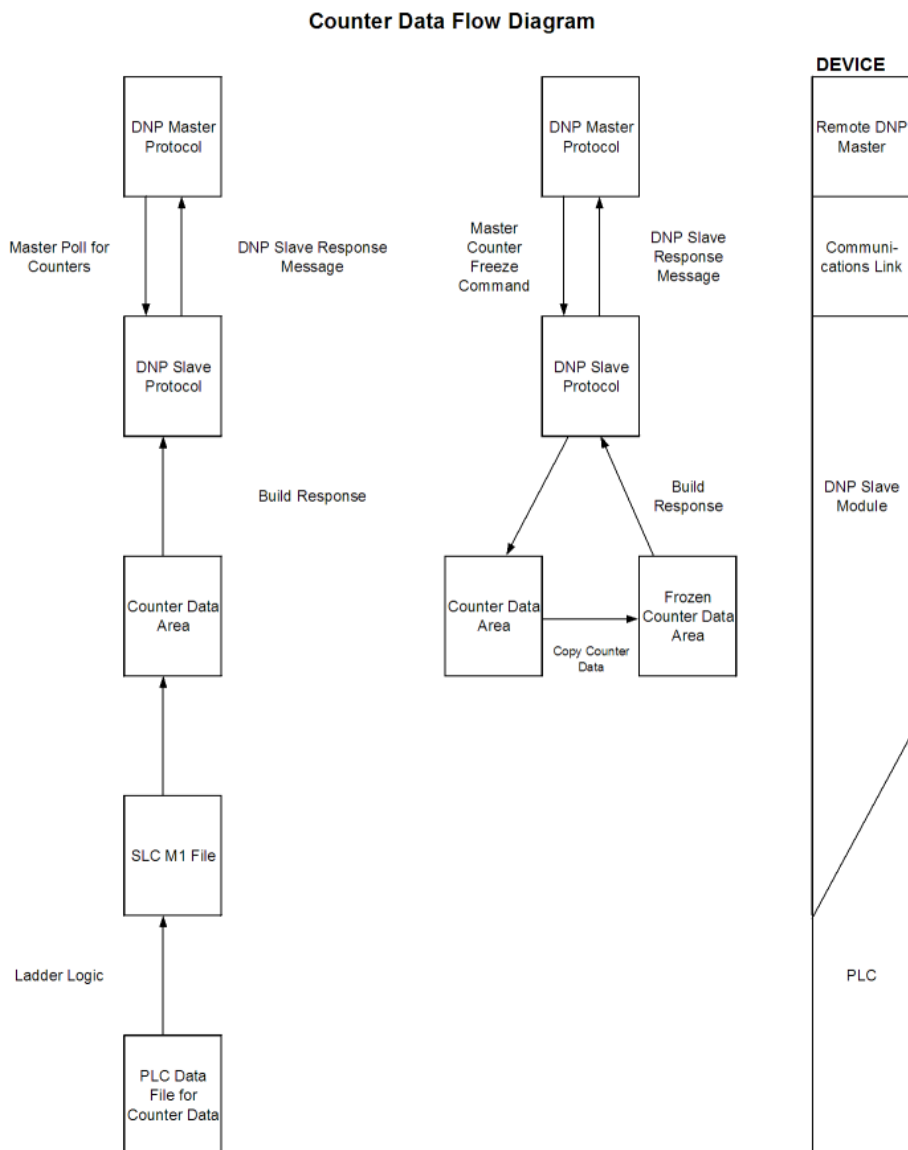 Counter Data Flow Diagram
DEVICE
DNP Master
Protocol
DNP Master
Protocol
Remote DNP
Master
Master Poll for
Counters
DNP Slave Response
Message
Master
Counter
Freeze
Command
DNP Slave
Response
Message
Communi-
cations Link
DNP Slave
Protocol
DNP Slave
Protocol
Build Response
Build
Response
DNP Slave
Module
Counter Data
Area
Counter Data
Area
Copy Counter
Data
Frozen
Counter Data
Area
SLC M1 File
Ladder Logic
PLC
PLC Data
File for
Counter Data